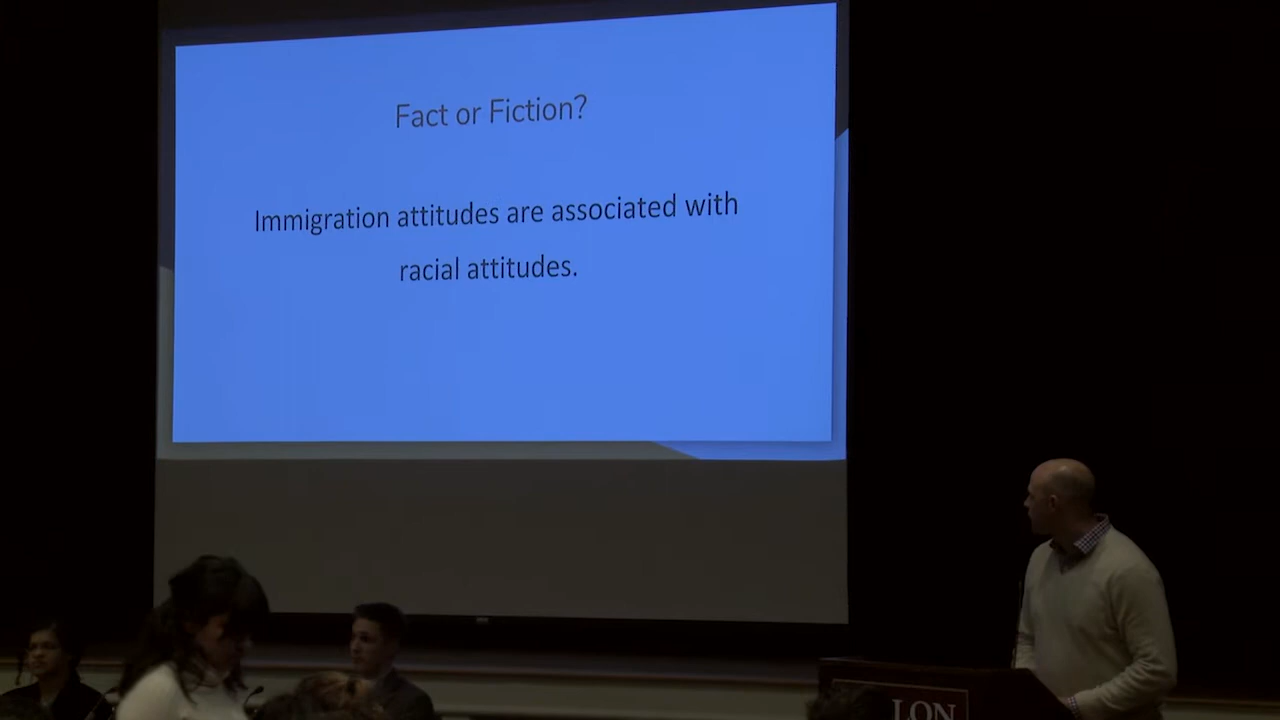 Fact or Fiction?
Immigration attitudes are associated with
racial attitudes.
LON